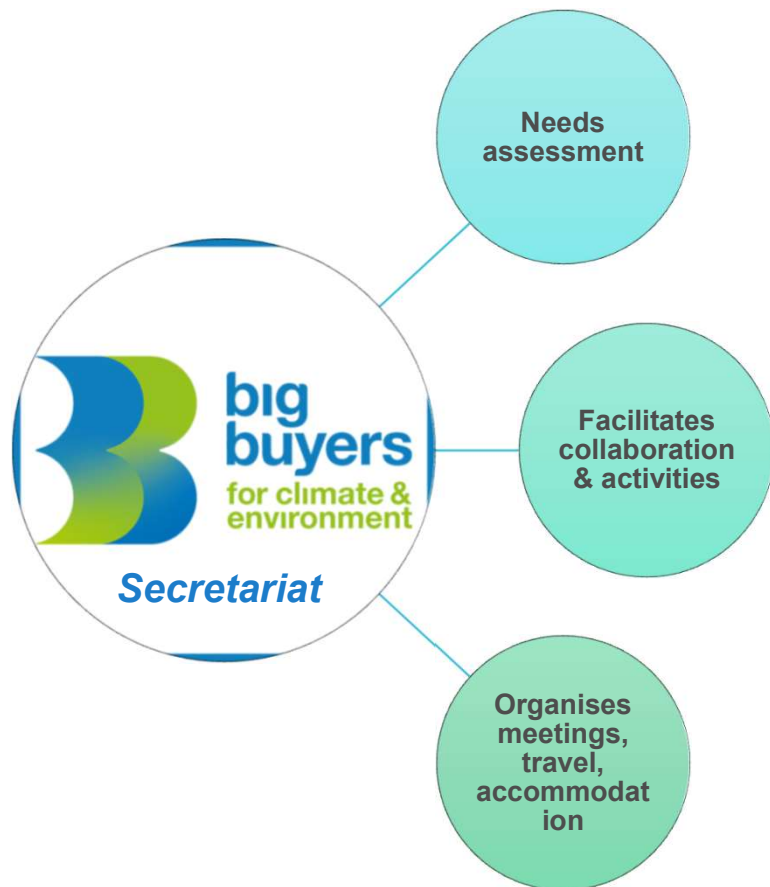 Needs
assessment
big
buyers
for climate &
environment
Secretariat
Facilitates
collaboration
& activities
Organises
meetings,
travel,
accommodat
ion